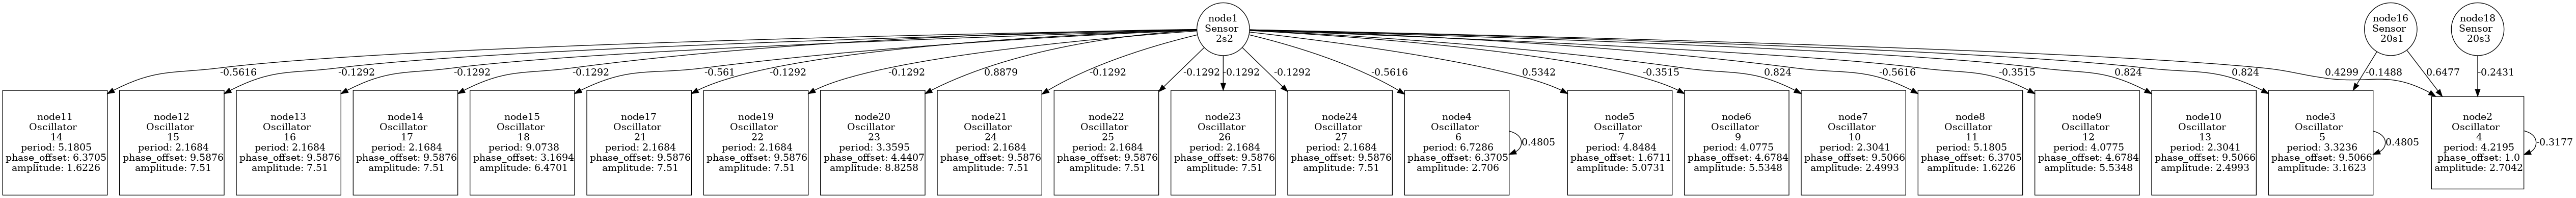 node1
Sensor
2s2
node16
Sensor
20s1
node18
Sensor
20s3
-0.5616
-0.1292
-0.1292
-0.1292
-0.561
-0.1292
-0.1292
0.8879
-0.1292
-0.1292
-0.1292
-0.1292
-0.5616
0.5342
-0.3515
0.824
-0.5616
-0.3515
0.824
0.824
0.4299
-0.1488
0.6477
-0.2431
node11
Oscillator
14
period: 5.1805
phase_offset: 6.3705
amplitude: 1.6226
node12
Oscillator
15
period: 2.1684
phase_offset: 9.5876
amplitude: 7.51
node13
Oscillator
16
period: 2.1684
phase_offset: 9.5876
amplitude: 7.51
node14
Oscillator
17
period: 2.1684
phase_offset: 9.5876
amplitude: 7.51
node15
Oscillator
18
period: 9.0738
phase_offset: 3.1694
amplitude: 6.4701
node17
Oscillator
21
period: 2.1684
phase_offset: 9.5876
amplitude: 7.51
node19
Oscillator
22
period: 2.1684
phase_offset: 9.5876
amplitude: 7.51
node20
Oscillator
23
period: 3.3595
phase_offset: 4.4407
amplitude: 8.8258
node21
Oscillator
24
period: 2.1684
phase_offset: 9.5876
amplitude: 7.51
node22
Oscillator
25
period: 2.1684
phase_offset: 9.5876
amplitude: 7.51
node23
Oscillator
26
period: 2.1684
phase_offset: 9.5876
amplitude: 7.51
node24
Oscillator
27
period: 2.1684
phase_offset: 9.5876
amplitude: 7.51
node4
Oscillator
6
period: 6.7286
phase_offset: 6.3705
amplitude: 2.706
0.4805
node5
Oscillator
7
period: 4.8484
phase_offset: 1.6711
amplitude: 5.0731
node6
Oscillator
9
period: 4.0775
phase_offset: 4.6784
amplitude: 5.5348
node7
Oscillator
10
period: 2.3041
phase_offset: 9.5066
amplitude: 2.4993
node8
Oscillator
11
period: 5.1805
phase_offset: 6.3705
amplitude: 1.6226
node9
Oscillator
12
period: 4.0775
phase_offset: 4.6784
amplitude: 5.5348
node10
Oscillator
13
period: 2.3041
phase_offset: 9.5066
amplitude: 2.4993
node3
Oscillator
5
period: 3.3236
phase_offset: 9.5066
amplitude: 3.1623
0.4805
node2
Oscillator
4
period: 4.2195
phase_offset: 1.0
amplitude: 2.7042
-0.3177